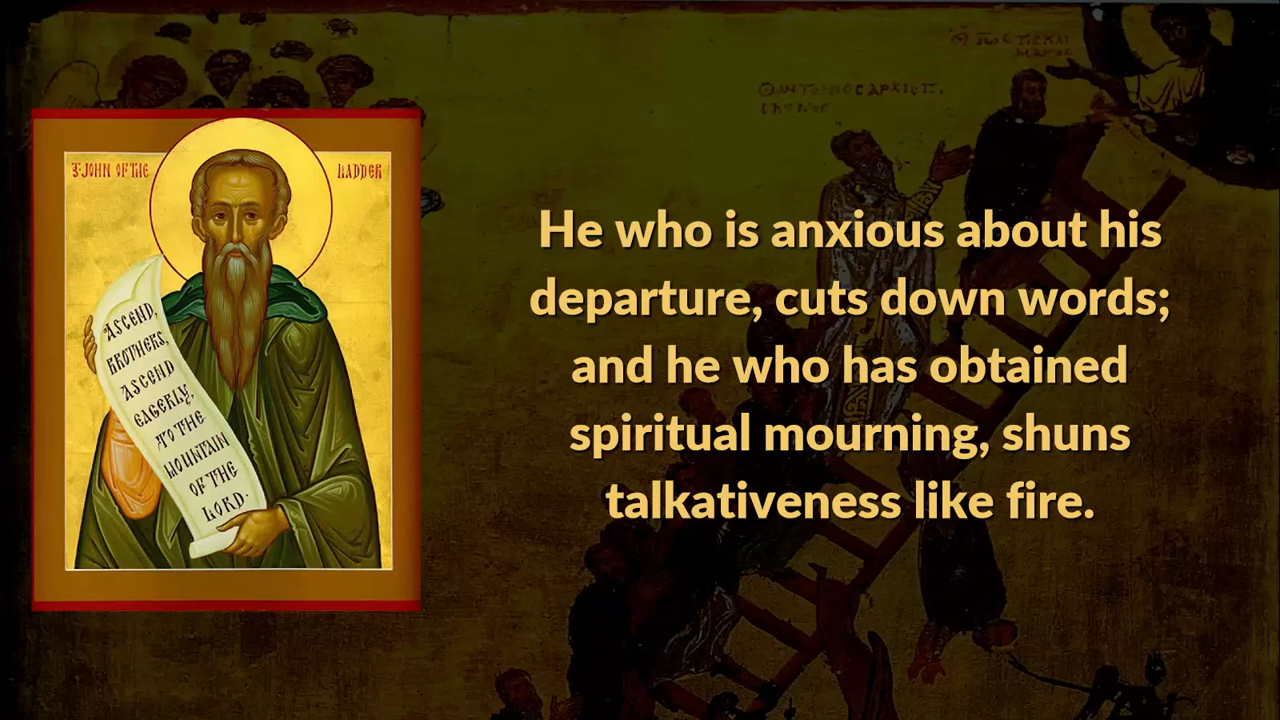 ST JOHN OF THE LADDER
ASCEND,
BROTHERS,
ASCEND
EAGERLY,
TO THE
MOUNTAIN
OF THE
LORD.
He who is anxious about his
departure, cuts down words;
and he who has obtained
spiritual mourning, shuns
talkativeness like fire.